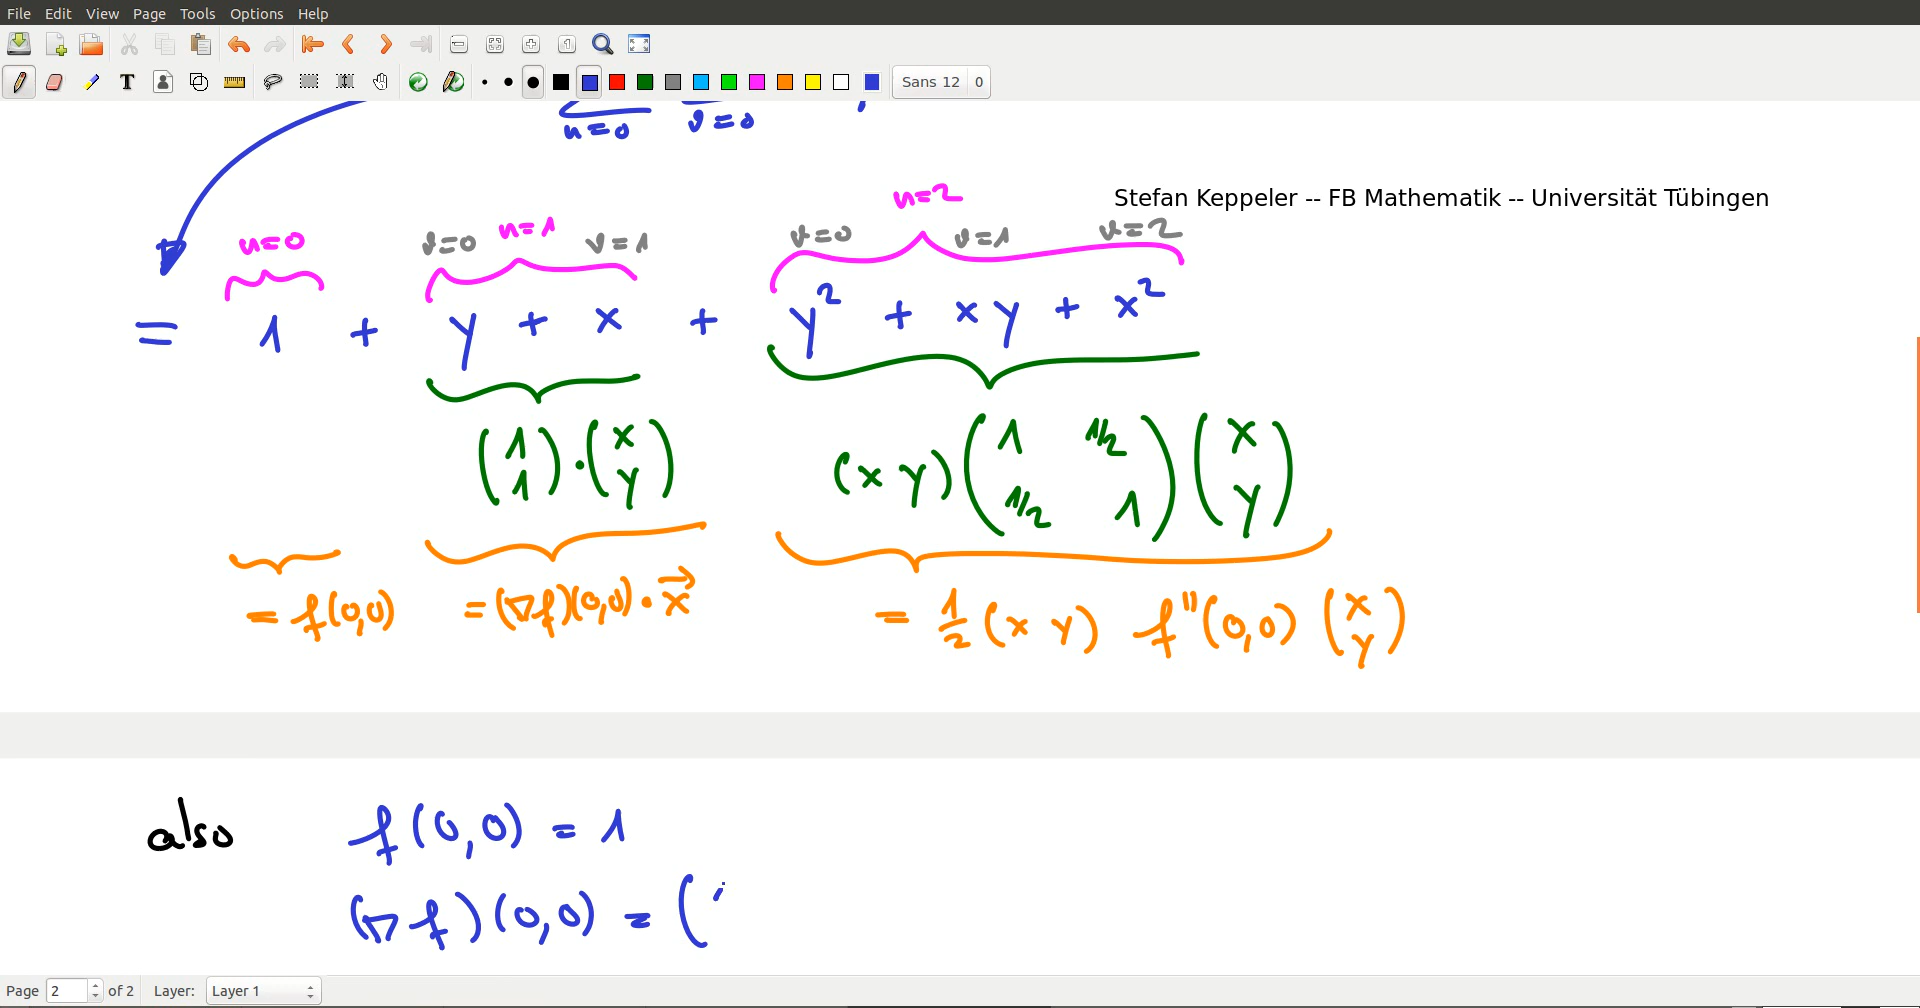 File Edit View Page Tools Options Help
Sans 12 0
n=0 ν=0
Stefan Keppeler -- FB Mathematik -- Universität Tübingen
n=0 ν=0 n=1 ν=1 ν=0 n=2 ν=1 ν=2
= 1 + y + x + y² + x y + x²
(1 1) · (x y) (x y) (1 1/2 1/2 1) (x y)
= f(0,0) = (∇f)(0,0) · x⃗ = 1/2 (x y) f''(0,0) (x y)
also f(0,0) = 1
(∇f)(0,0) = (
Page 2 of 2 Layer: Layer 1